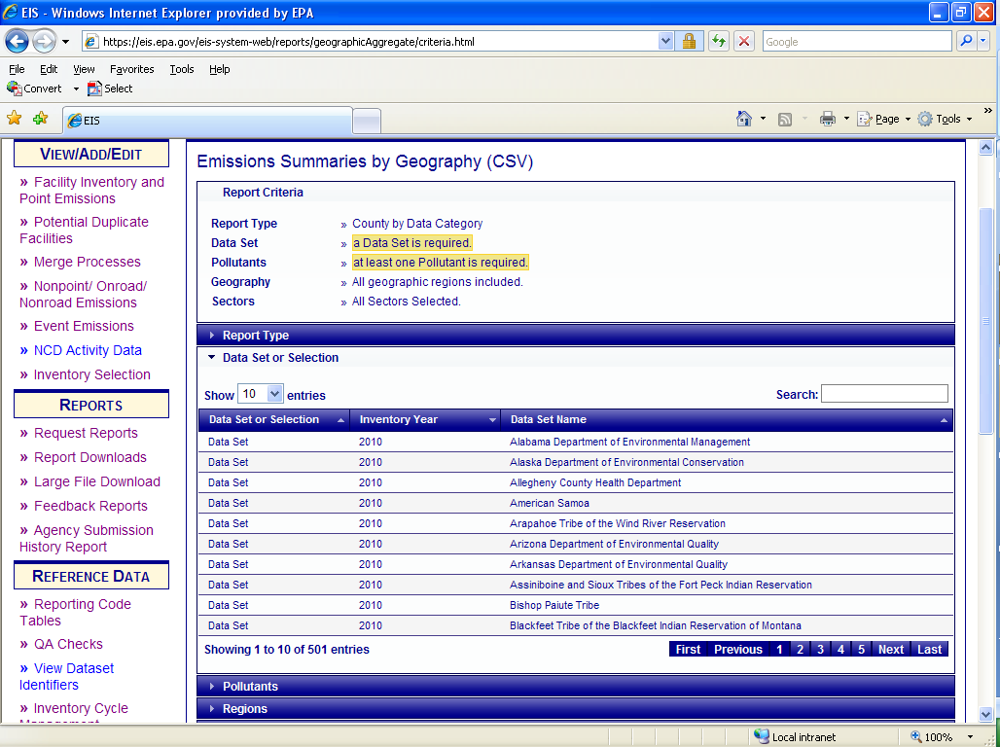 EIS - Windows Internet Explorer provided by EPA
https://eis.epa.gov/eis-system-web/reports/geographicAggregate/criteria.html
Google
File Edit View Favorites Tools Help
Convert Select
EIS
Page Tools
VIEW/ADD/EDIT
» Facility Inventory and
Point Emissions
» Potential Duplicate
Facilities
» Merge Processes
» Nonpoint/ Onroad/
Nonroad Emissions
» Event Emissions
» NCD Activity Data
» Inventory Selection
REPORTS
» Request Reports
» Report Downloads
» Large File Download
» Feedback Reports
» Agency Submission
History Report
REFERENCE DATA
» Reporting Code
Tables
» QA Checks
» View Dataset
Identifiers
» Inventory Cycle
Emissions Summaries by Geography (CSV)
Report Criteria
Report Type » County by Data Category
Data Set » a Data Set is required.
Pollutants » at least one Pollutant is required.
Geography » All geographic regions included.
Sectors » All Sectors Selected.
Report Type
Data Set or Selection
Show 10 entries Search:
Data Set or Selection Inventory Year Data Set Name
Data Set 2010 Alabama Department of Environmental Management
Data Set 2010 Alaska Department of Environmental Conservation
Data Set 2010 Allegheny County Health Department
Data Set 2010 American Samoa
Data Set 2010 Arapahoe Tribe of the Wind River Reservation
Data Set 2010 Arizona Department of Environmental Quality
Data Set 2010 Arkansas Department of Environmental Quality
Data Set 2010 Assiniboine and Sioux Tribes of the Fort Peck Indian Reservation
Data Set 2010 Bishop Paiute Tribe
Data Set 2010 Blackfeet Tribe of the Blackfeet Indian Reservation of Montana
Showing 1 to 10 of 501 entries First Previous 1 2 3 4 5 Next Last
Pollutants
Regions
Local intranet 100%